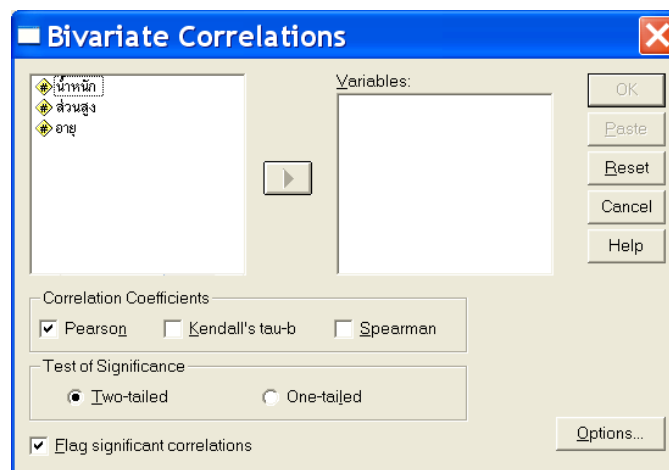 Bivariate Correlations
น้ำหนัก
ส่วนสูง
อายุ
Variables:
OK
Paste
Reset
Cancel
Help
Correlation Coefficients
Pearson Kendall's tau-b Spearman
Test of Significance
Two-tailed One-tailed
Flag significant correlations
Options...